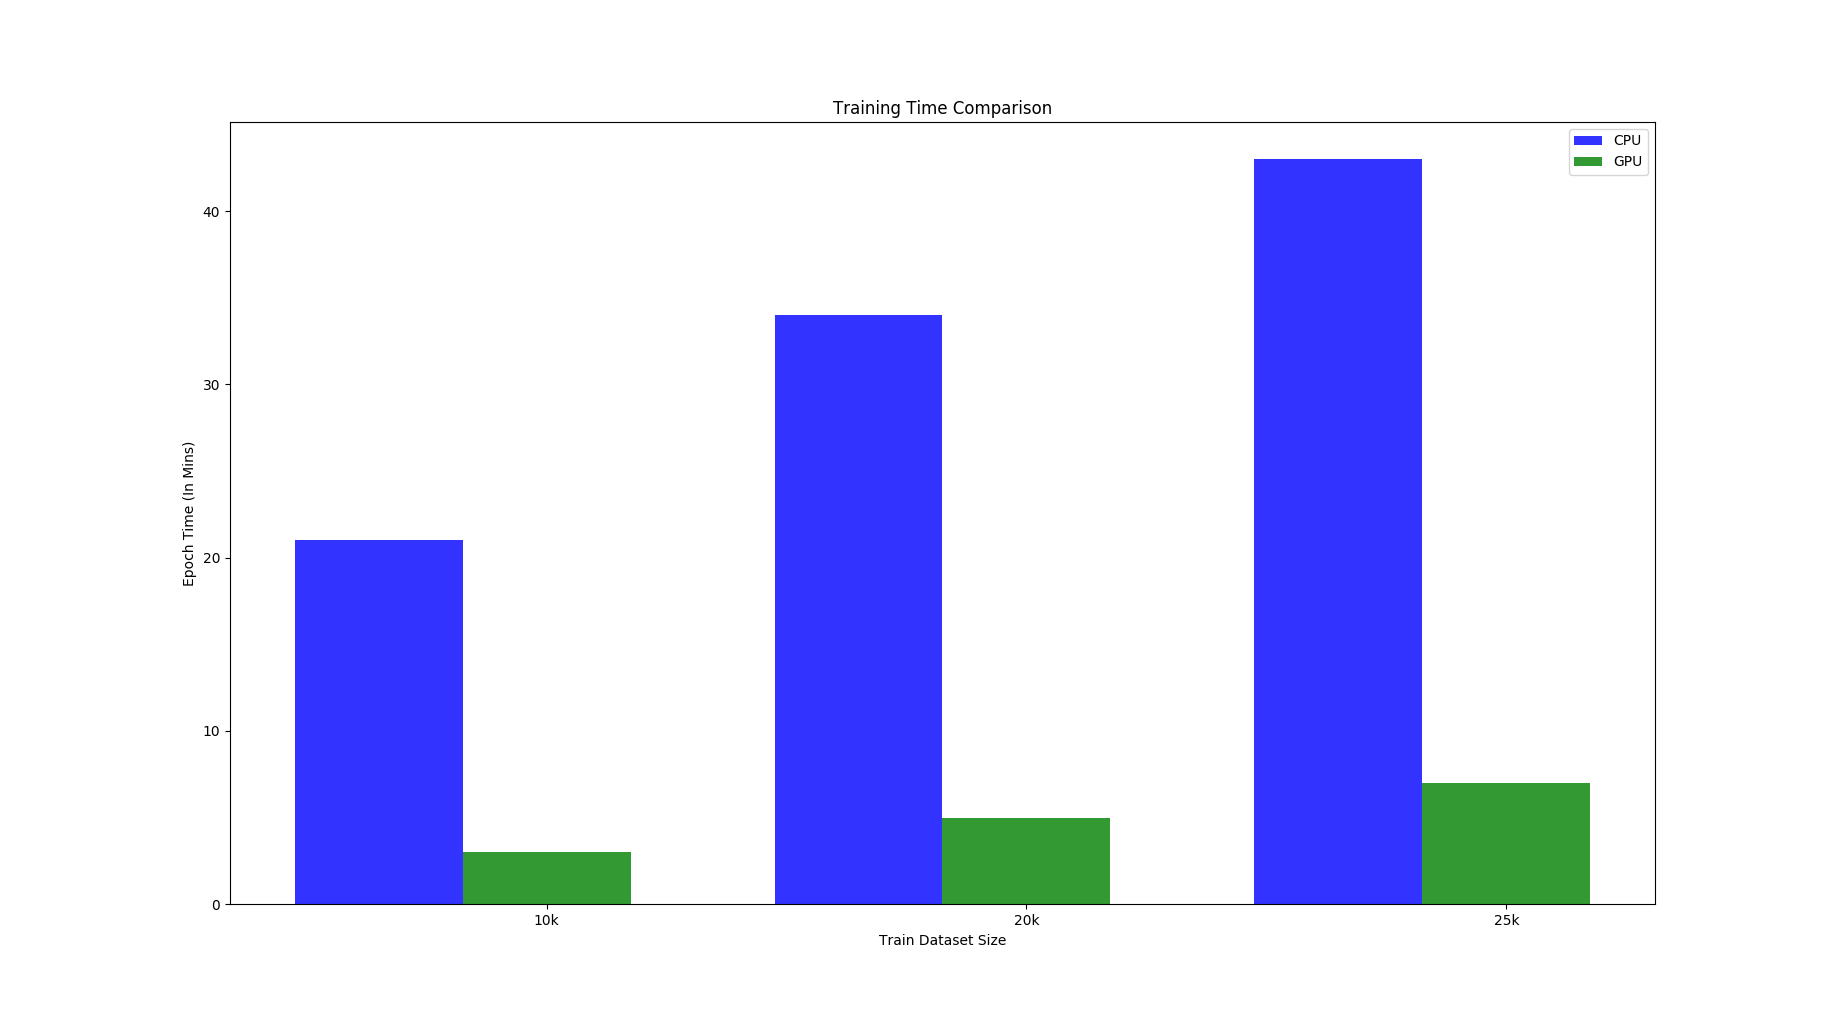 Training Time Comparison
CPU
GPU
40
30
20
10
0
Epoch Time (In Mins)
10k
20k
25k
Train Dataset Size